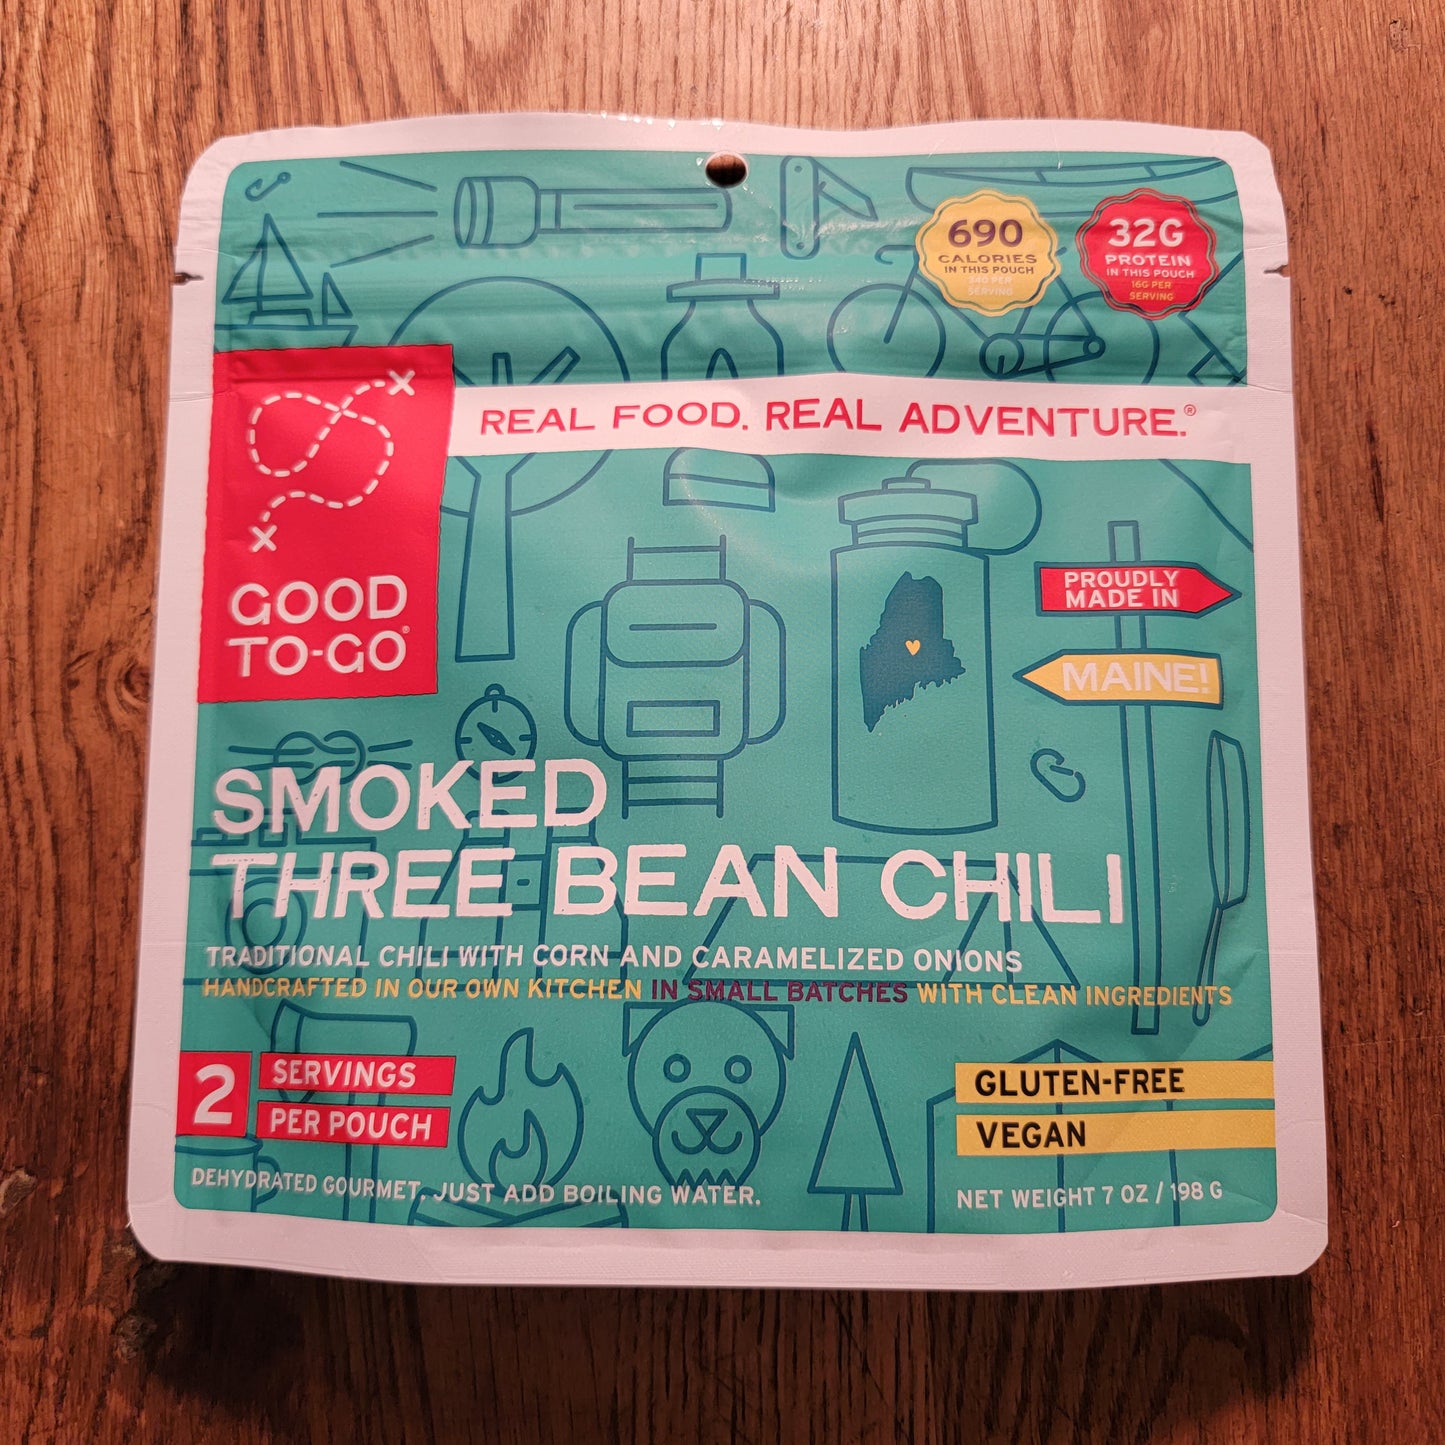 690
CALORIES
IN THIS POUCH
340 PER
SERVING
32G
PROTEIN
IN THIS POUCH
16G PER
SERVING
REAL FOOD. REAL ADVENTURE.®
GOOD
TO-GO®
PROUDLY
MADE IN
MAINE!
SMOKED
THREE BEAN CHILI
TRADITIONAL CHILI WITH CORN AND CARAMELIZED ONIONS
HANDCRAFTED IN OUR OWN KITCHEN IN SMALL BATCHES WITH CLEAN INGREDIENTS
2 SERVINGS
PER POUCH
GLUTEN-FREE
VEGAN
DEHYDRATED GOURMET. JUST ADD BOILING WATER.
NET WEIGHT 7 OZ / 198 G